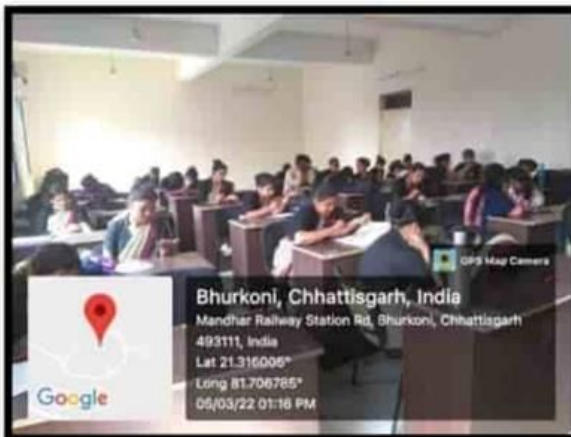 GPS Map Camera
Bhurkoni, Chhattisgarh, India
Mandhar Railway Station Rd, Bhurkoni, Chhattisgarh
493111, India
Lat 21.316006°
Long 81.706785°
05/03/22 01:16 PM
Google